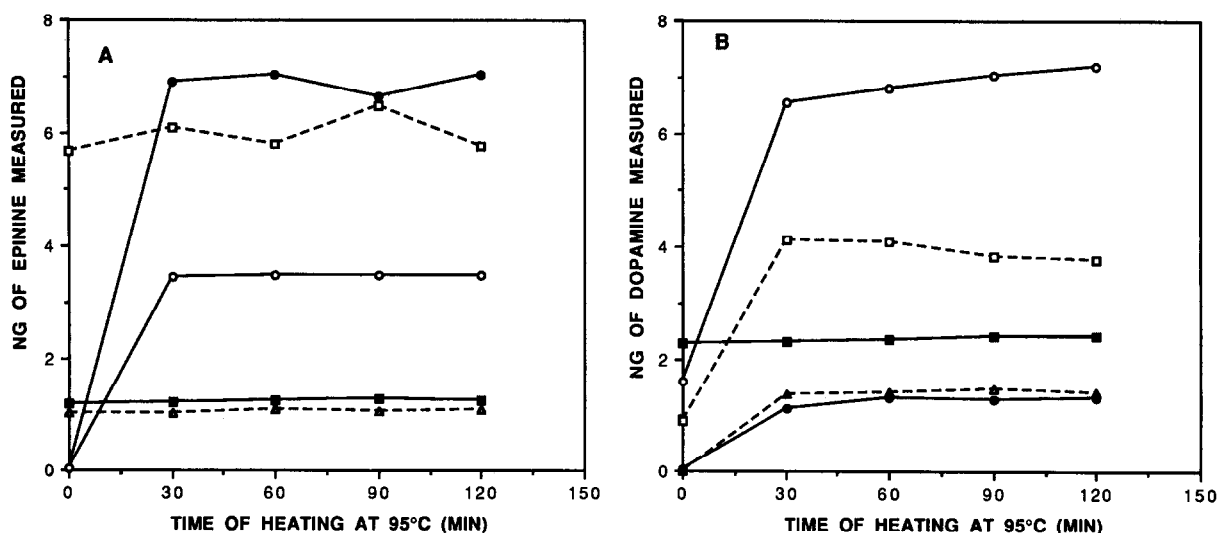 A
NG OF EPININE MEASURED
8
6
4
2
0
0 30 60 90 120 150
TIME OF HEATING AT 95°C (MIN)
B
NG OF DOPAMINE MEASURED
8
6
4
2
0
0 30 60 90 120 150
TIME OF HEATING AT 95°C (MIN)